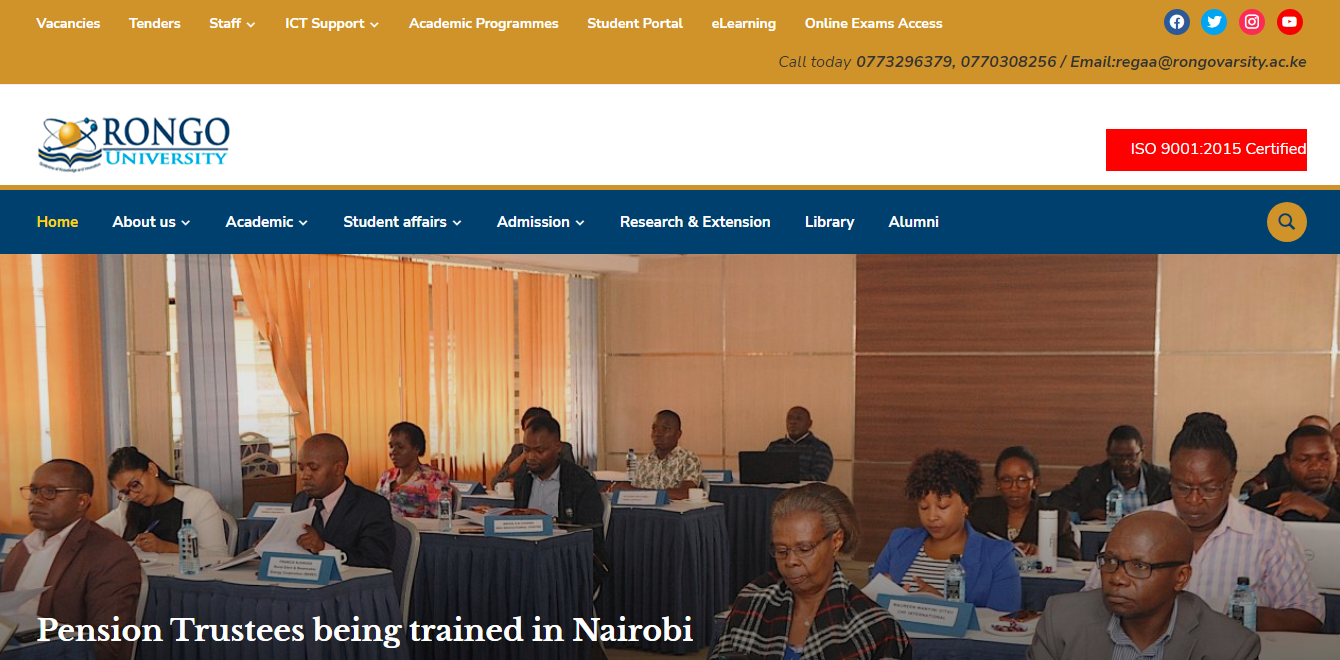 Vacancies Tenders Staff ICT Support Academic Programmes Student Portal eLearning Online Exams Access
Call today 0773296379, 0770308256 / Email:regaa@rongovarsity.ac.ke
RONGO
UNIVERSITY
ISO 9001:2015 Certified
Home About us Academic Student affairs Admission Research & Extension Library Alumni
Pension Trustees being trained in Nairobi